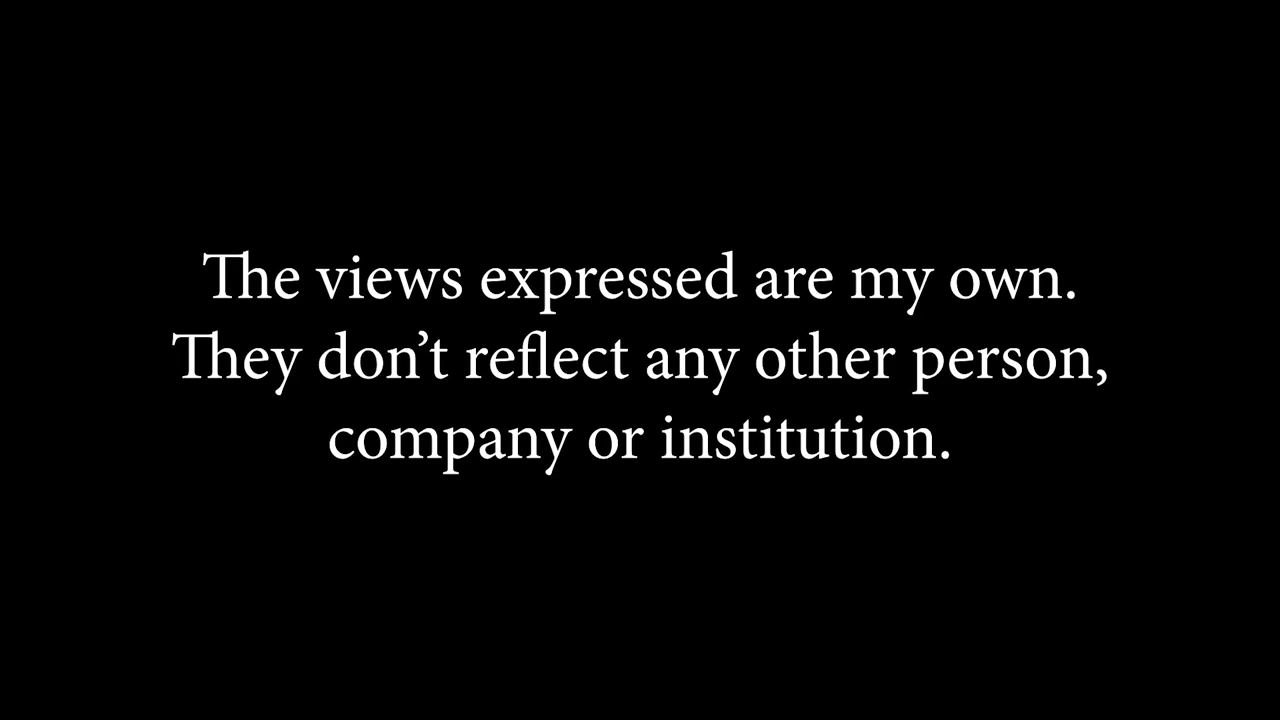 The views expressed are my own.
They don’t reflect any other person,
company or institution.